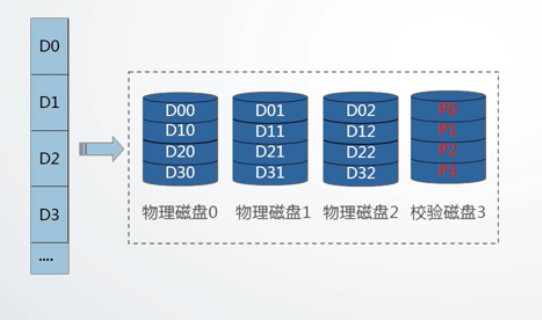 D0
D1
D2
D3
....
D00 D01 D02 P0
D10 D11 D12 P1
D20 D21 D22 P2
D30 D31 D32 P3
物理磁盘0 物理磁盘1 物理磁盘2 校验磁盘3